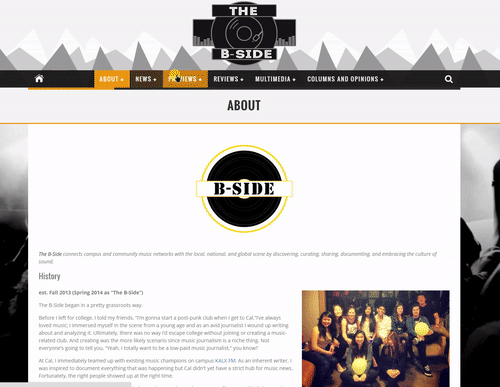 THE
B-SIDE
ABOUT + NEWS + PREVIEWS + REVIEWS + MULTIMEDIA + COLUMNS AND OPINIONS +
ABOUT
B-SIDE
The B-Side connects campus and community music networks with the local, national, and global scene by discovering, curating, sharing, documenting, and embracing the culture of
sound.
History
est. Fall 2013 (Spring 2014 as "The B-Side")
The B-Side began in a pretty grassroots way.
Before I left for college, I told my friends, "I'm gonna start a post-punk club when I get to Cal."I've always
loved music; I immersed myself in the scene from a young age and as an avid journalist I wound up writing
about and analyzing it. Ultimately, there was no way I'd escape college without joining or creating a music-
related club. And creating was the more likely scenario since music journalism is a niche thing. Not
everyone's going to tell you, "Yeah, I totally want to be a low-paid music journalist," you know?
At Cal, I immediately teamed up with existing music champions on campus KALX FM. As an inherent writer, I
was inspired to document everything that was happening but Cal didn't yet have a strict hub for music news.
Fortunately, the right people showed up at the right time.